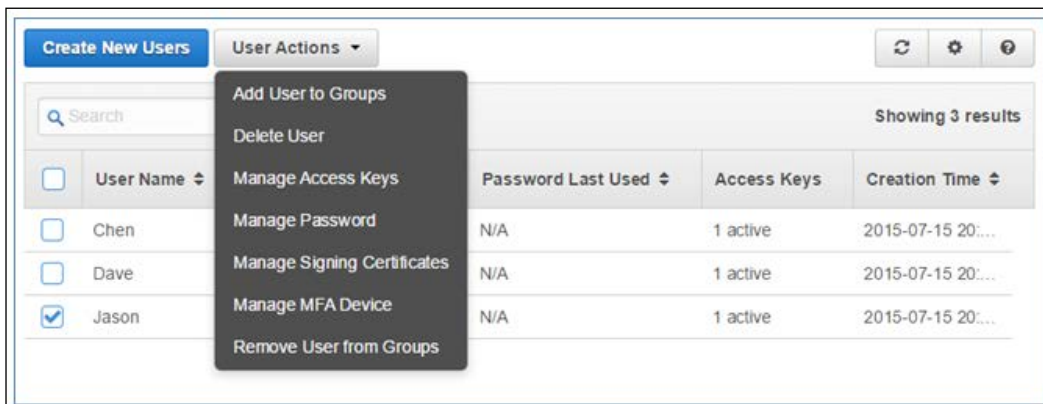 Create New Users User Actions
Add User to Groups
Search Showing 3 results
Delete User
User Name Manage Access Keys Password Last Used Access Keys Creation Time
Manage Password
Chen N/A 1 active 2015-07-15 20:...
Manage Signing Certificates
Dave N/A 1 active 2015-07-15 20:...
Manage MFA Device
Jason N/A 1 active 2015-07-15 20:...
Remove User from Groups